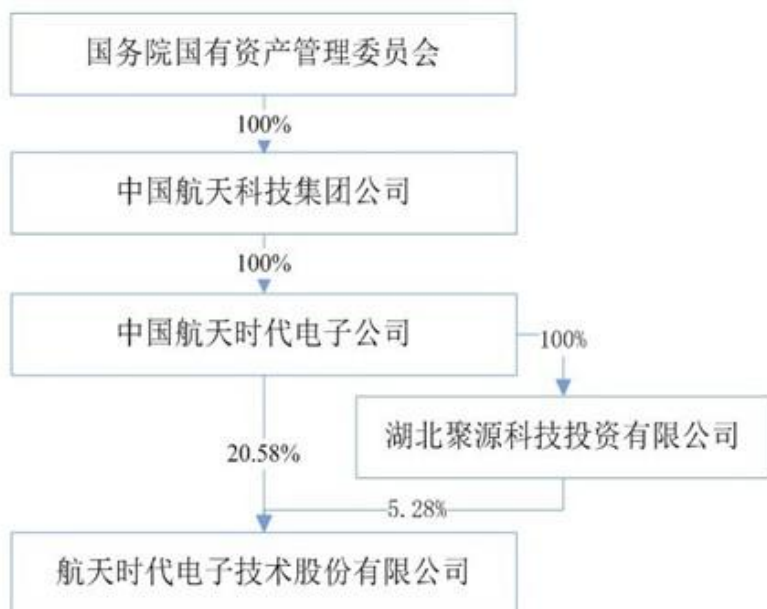 国务院国有资产管理委员会
100%
中国航天科技集团公司
100%
中国航天时代电子公司
100%
湖北聚源科技投资有限公司
20.58%
5.28%
航天时代电子技术股份有限公司